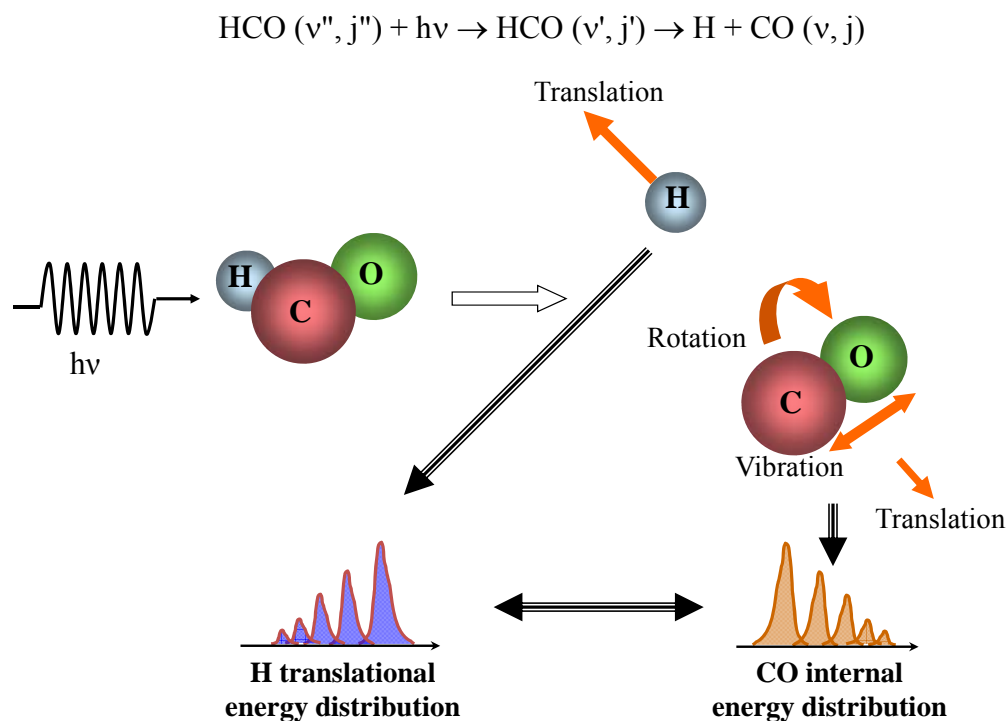 HCO (ν", j") + hν → HCO (ν', j') → H + CO (ν, j)
Translation
H
H
C
O
hν
Rotation
O
C
Vibration
Translation
H translational
energy distribution
CO internal
energy distribution